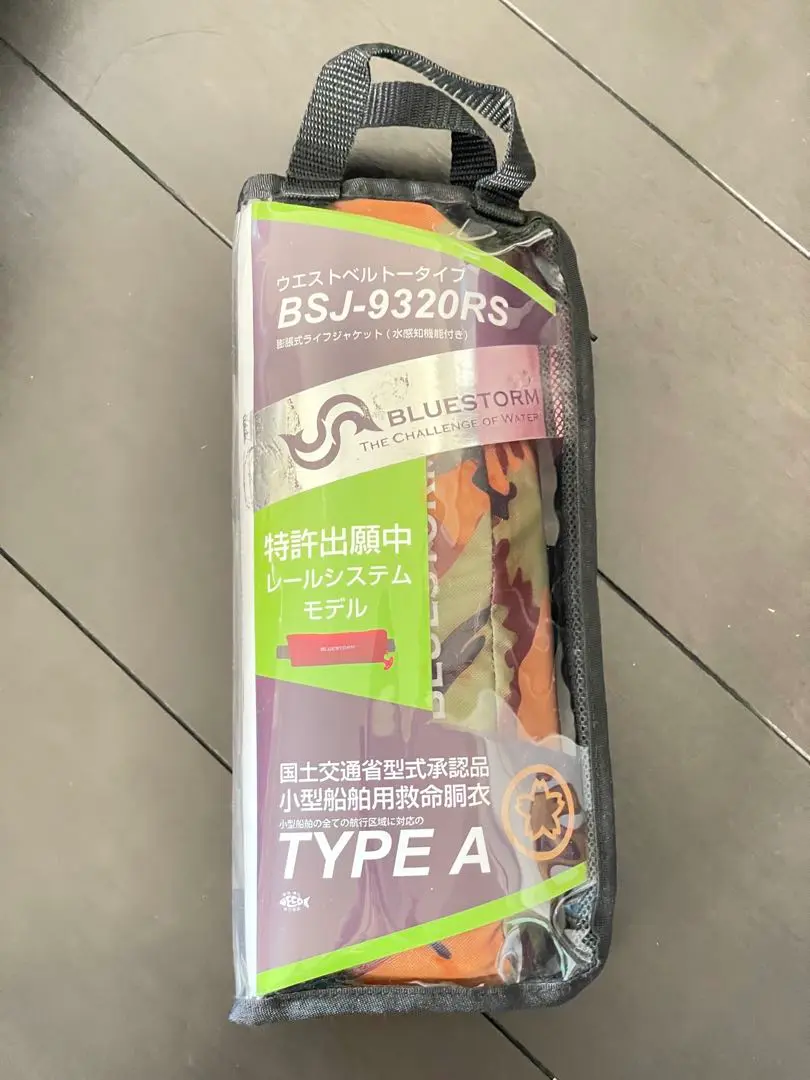 ウエストベルトータイプ
BSJ-9320RS
膨脹式ライフジャケット(水感知機能付き)
BLUESTORM
THE CHALLENGE OF WATER
特許出願中
レールシステム
モデル
BLUESTORM
国土交通省型式承認品
小型船舶用救命胴衣
小型船舶の全ての航行区域に対応の
TYPE A